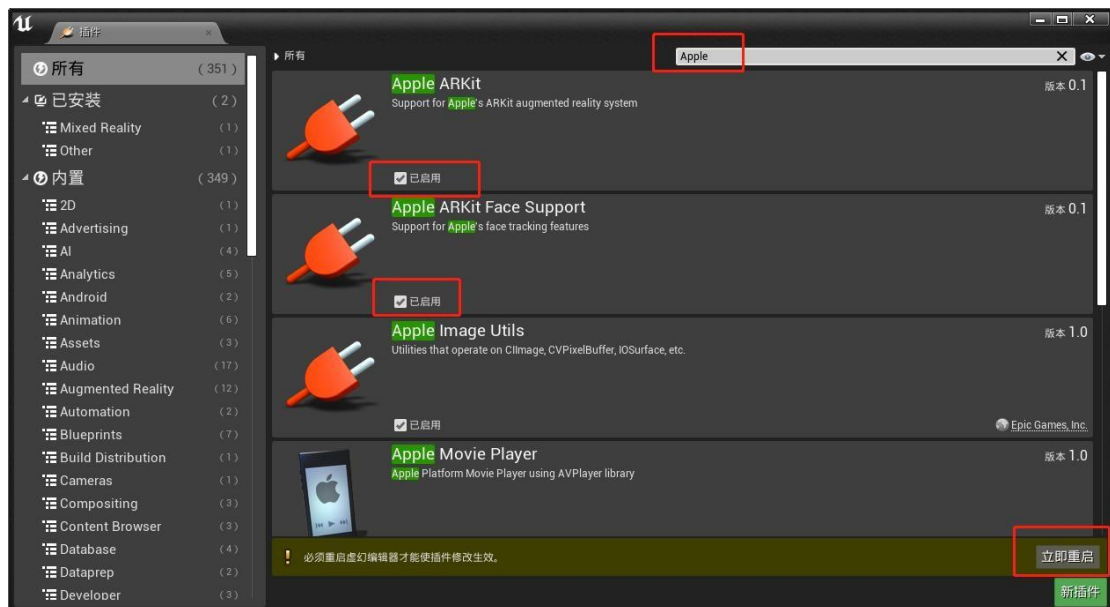 插件
所有 (351)
已安装 (2)
Mixed Reality (1)
Other (1)
内置 (349)
2D (1)
Advertising (1)
AI (4)
Analytics (5)
Android (2)
Animation (6)
Assets (3)
Audio (17)
Augmented Reality (12)
Automation (2)
Blueprints (7)
Build Distribution (1)
Cameras (1)
Compositing (3)
Content Browser (3)
Database (4)
Dataprep (2)
Developer (3)
所有
Apple
Apple ARKit
版本 0.1
Support for Apple's ARKit augmented reality system
已启用
Apple ARKit Face Support
版本 0.1
Support for Apple's face tracking features
已启用
Apple Image Utils
版本 1.0
Utilities that operate on CIImage, CVPixelBuffer, IOSurface, etc.
已启用
Epic Games, Inc.
Apple Movie Player
版本 1.0
Apple Platform Movie Player using AVPlayer library
必须重启虚幻编辑器才能使插件修改生效。
立即重启
新插件